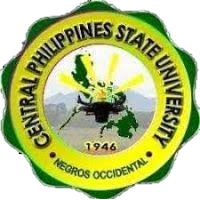 CENTRAL PHILIPPINES STATE UNIVERSITY
1946
• NEGROS OCCIDENTAL •